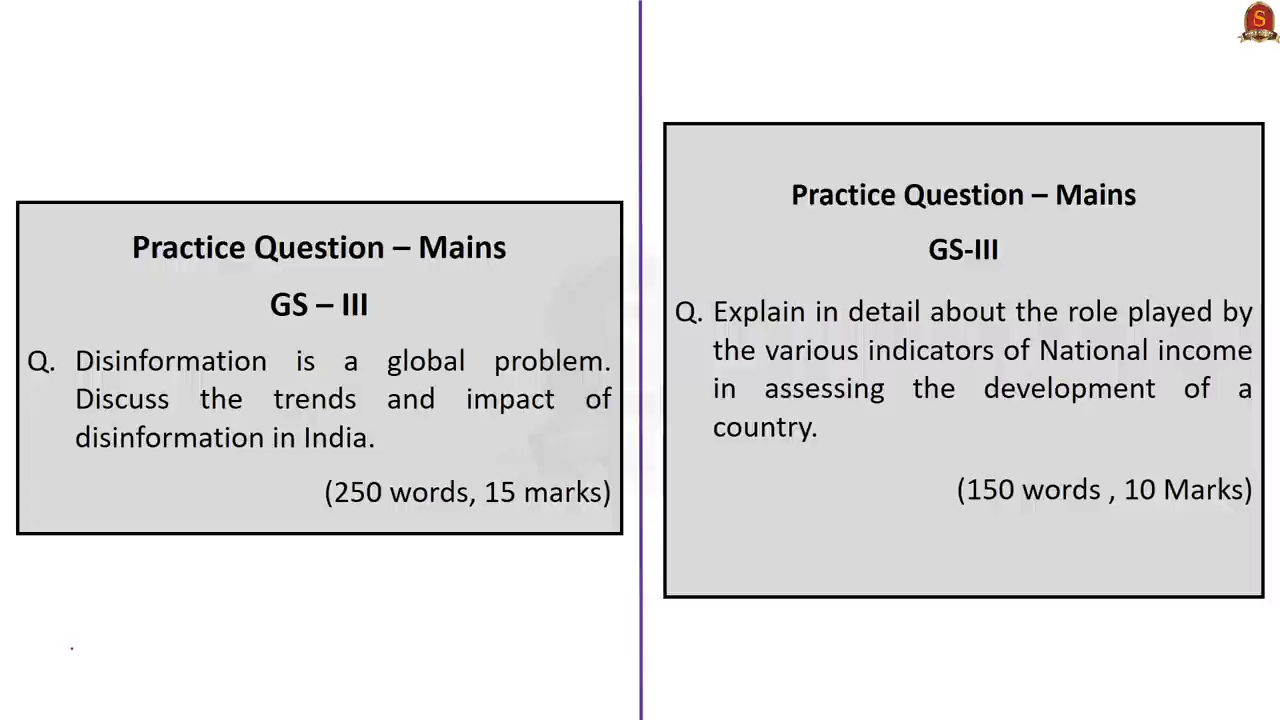 Practice Question – Mains
GS – III
Q. Disinformation is a global problem.
Discuss the trends and impact of
disinformation in India.
(250 words, 15 marks)
Practice Question – Mains
GS-III
Q. Explain in detail about the role played by
the various indicators of National income
in assessing the development of a
country.
(150 words , 10 Marks)
S